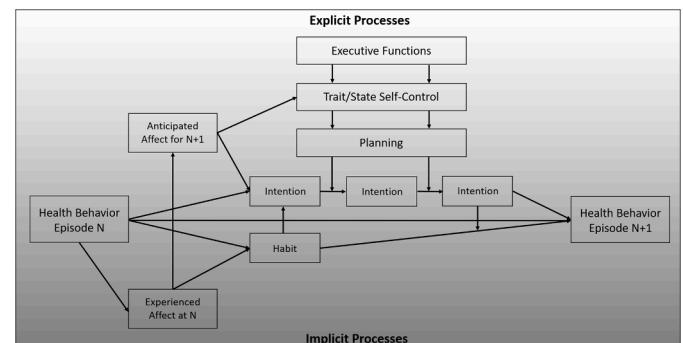 Explicit Processes
Executive Functions
Trait/State Self-Control
Anticipated
Affect for N+1
Planning
Intention
Intention
Intention
Health Behavior
Episode N
Health Behavior
Episode N+1
Habit
Experienced
Affect at N
Implicit Processes